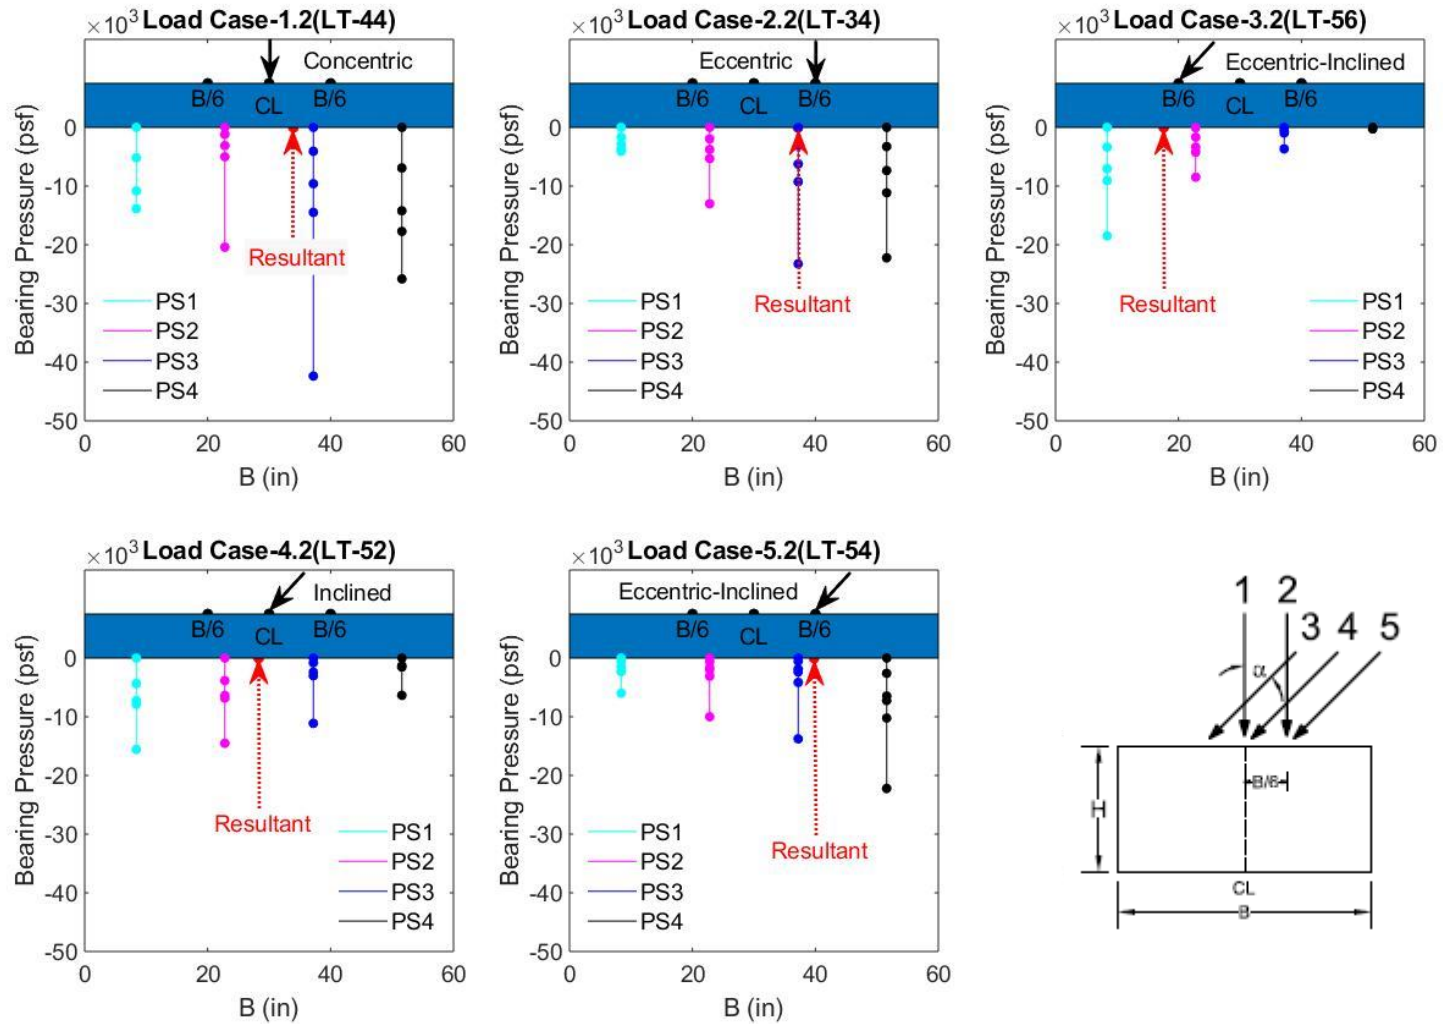 ×10³ Load Case-1.2(LT-44)
Concentric
B/6 CL B/6
0
-10
-20
-30
-40
-50
Bearing Pressure (psf)
Resultant
PS1
PS2
PS3
PS4
0 20 40 60
B (in)
×10³ Load Case-2.2(LT-34)
Eccentric
B/6 CL B/6
0
-10
-20
-30
-40
-50
Bearing Pressure (psf)
Resultant
PS1
PS2
PS3
PS4
0 20 40 60
B (in)
×10³ Load Case-3.2(LT-56)
Eccentric-Inclined
B/6 CL B/6
0
-10
-20
-30
-40
-50
Bearing Pressure (psf)
Resultant
PS1
PS2
PS3
PS4
0 20 40 60
B (in)
×10³ Load Case-4.2(LT-52)
Inclined
B/6 CL B/6
0
-10
-20
-30
-40
-50
Bearing Pressure (psf)
Resultant
PS1
PS2
PS3
PS4
0 20 40 60
B (in)
×10³ Load Case-5.2(LT-54)
Eccentric-Inclined
B/6 CL B/6
0
-10
-20
-30
-40
-50
Bearing Pressure (psf)
Resultant
PS1
PS2
PS3
PS4
0 20 40 60
B (in)
1 2
3 4 5
α
B/6
H
CL
B